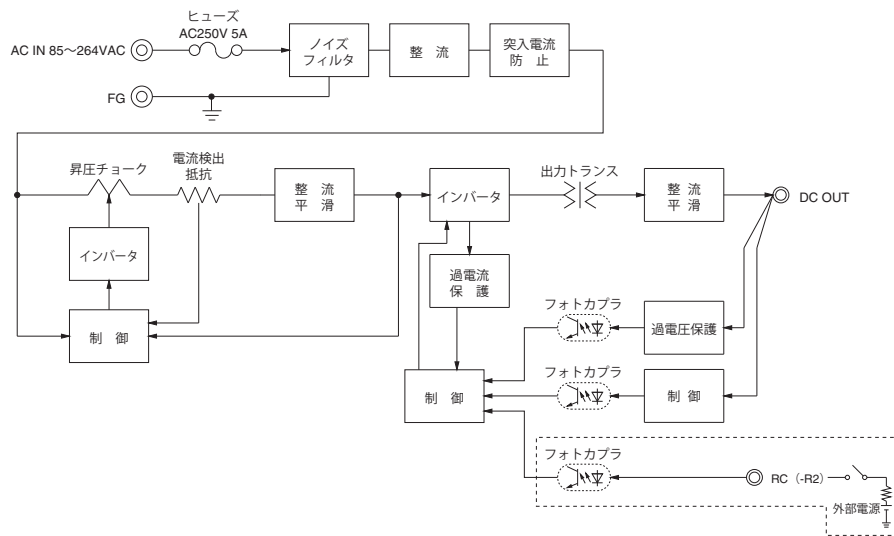 ヒューズ
AC250V 5A
AC IN 85～264VAC
ノイズ
フィルタ
整　流
突入電流
防　止
FG
昇圧チョーク
電流検出
抵抗
整　流
平　滑
インバータ
出力トランス
整　流
平　滑
DC OUT
インバータ
過電流
保　護
制　御
フォトカプラ
過電圧保護
制　御
フォトカプラ
制　御
フォトカプラ
RC（-R2）
外部電源